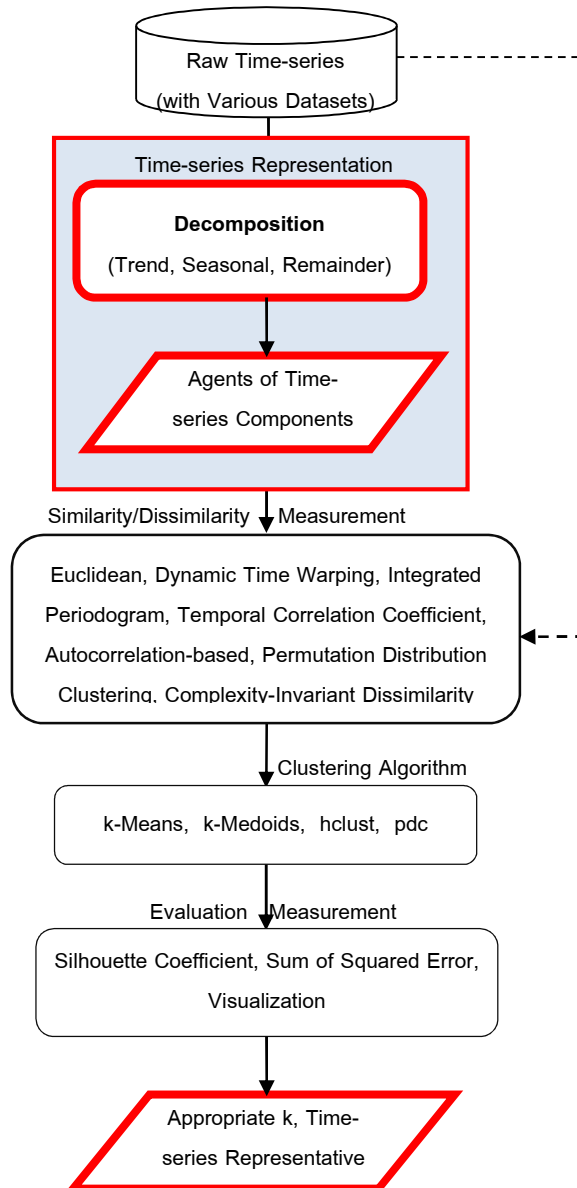 Raw Time-series
(with Various Datasets)
Time-series Representation
Decomposition
(Trend, Seasonal, Remainder)
Agents of Time-
series Components
Similarity/Dissimilarity Measurement
Euclidean, Dynamic Time Warping, Integrated
Periodogram, Temporal Correlation Coefficient,
Autocorrelation-based, Permutation Distribution
Clustering, Complexity-Invariant Dissimilarity
Clustering Algorithm
k-Means, k-Medoids, hclust, pdc
Evaluation Measurement
Silhouette Coefficient, Sum of Squared Error,
Visualization
Appropriate k, Time-
series Representative